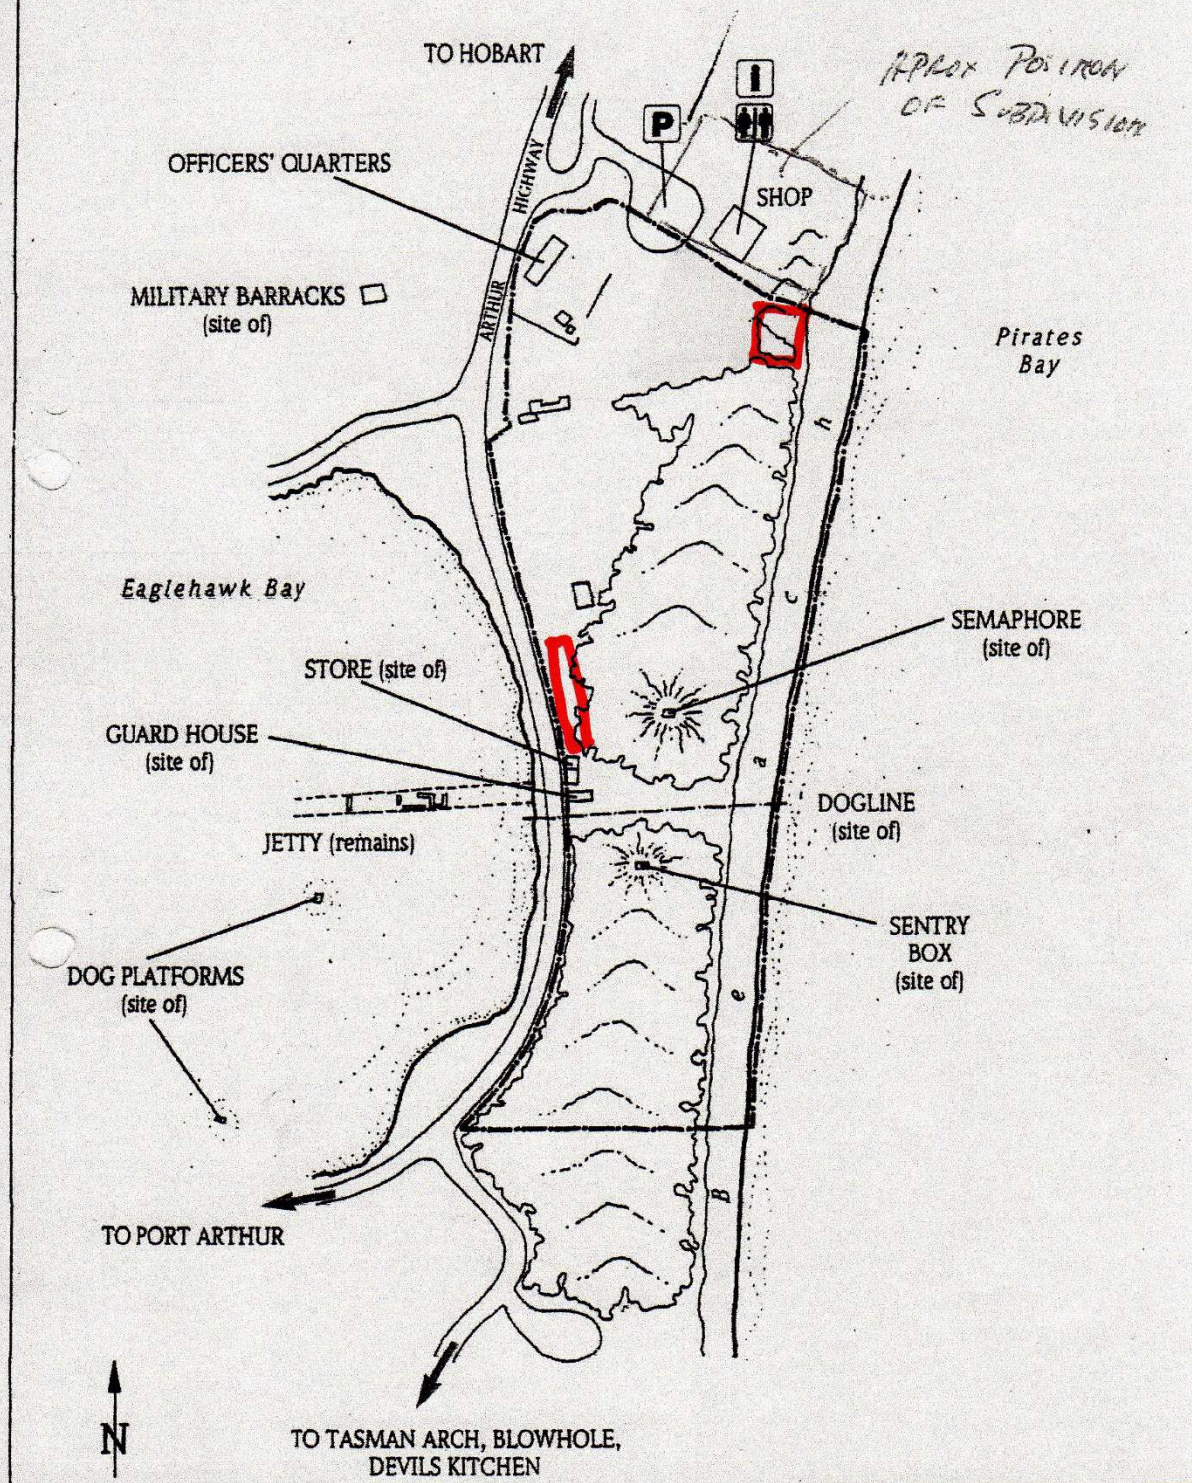 TO HOBART
APROX POSITION
OF SUBDIVISION
i
P
OFFICERS' QUARTERS
HIGHWAY
SHOP
MILITARY BARRACKS
(site of)
ARTHUR
Pirates
Bay
Eaglehawk Bay
SEMAPHORE
(site of)
STORE (site of)
GUARD HOUSE
(site of)
DOGLINE
(site of)
JETTY (remains)
SENTRY
BOX
(site of)
DOG PLATFORMS
(site of)
Beach
TO PORT ARTHUR
N
TO TASMAN ARCH, BLOWHOLE,
DEVILS KITCHEN